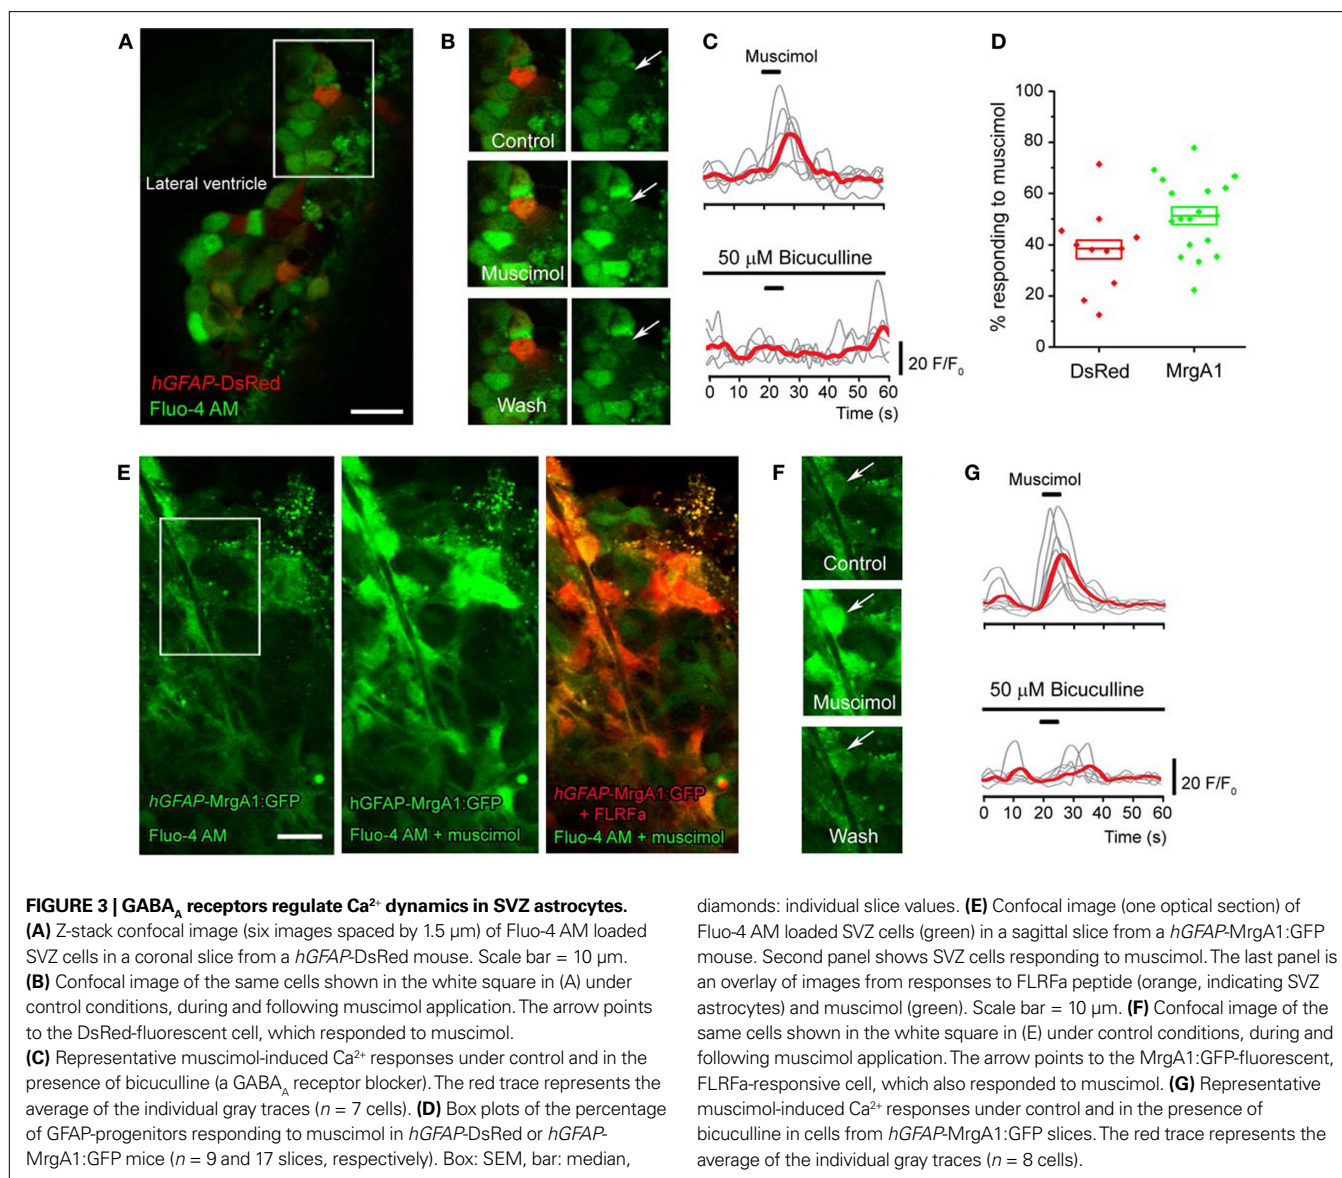 A
Lateral ventricle
hGFAP-DsRed
Fluo-4 AM
B
Control
Muscimol
Wash
C
Muscimol
50 µM Bicuculline
20 F/F₀
0 10 20 30 40 50 60
Time (s)
D
% responding to muscimol
100
80
60
40
20
0
DsRed MrgA1
E
hGFAP-MrgA1:GFP
Fluo-4 AM
hGFAP-MrgA1:GFP
Fluo-4 AM + muscimol
hGFAP-MrgA1:GFP
+ FLRFa
Fluo-4 AM + muscimol
F
Control
Muscimol
Wash
G
Muscimol
50 µM Bicuculline
20 F/F₀
0 10 20 30 40 50 60
Time (s)
FIGURE 3 | GABA_A receptors regulate Ca²⁺ dynamics in SVZ astrocytes.
(A) Z-stack confocal image (six images spaced by 1.5 µm) of Fluo-4 AM loaded
SVZ cells in a coronal slice from a hGFAP-DsRed mouse. Scale bar = 10 µm.
(B) Confocal image of the same cells shown in the white square in (A) under
control conditions, during and following muscimol application. The arrow points
to the DsRed-fluorescent cell, which responded to muscimol.
(C) Representative muscimol-induced Ca²⁺ responses under control and in the
presence of bicuculline (a GABA_A receptor blocker). The red trace represents the
average of the individual gray traces (n = 7 cells). (D) Box plots of the percentage
of GFAP-progenitors responding to muscimol in hGFAP-DsRed or hGFAP-
MrgA1:GFP mice (n = 9 and 17 slices, respectively). Box: SEM, bar: median,
diamonds: individual slice values. (E) Confocal image (one optical section) of
Fluo-4 AM loaded SVZ cells (green) in a sagittal slice from a hGFAP-MrgA1:GFP
mouse. Second panel shows SVZ cells responding to muscimol. The last panel is
an overlay of images from responses to FLRFa peptide (orange, indicating SVZ
astrocytes) and muscimol (green). Scale bar = 10 µm. (F) Confocal image of the
same cells shown in the white square in (E) under control conditions, during and
following muscimol application. The arrow points to the MrgA1:GFP-fluorescent,
FLRFa-responsive cell, which also responded to muscimol. (G) Representative
muscimol-induced Ca²⁺ responses under control and in the presence of
bicuculline in cells from hGFAP-MrgA1:GFP slices. The red trace represents the
average of the individual gray traces (n = 8 cells).